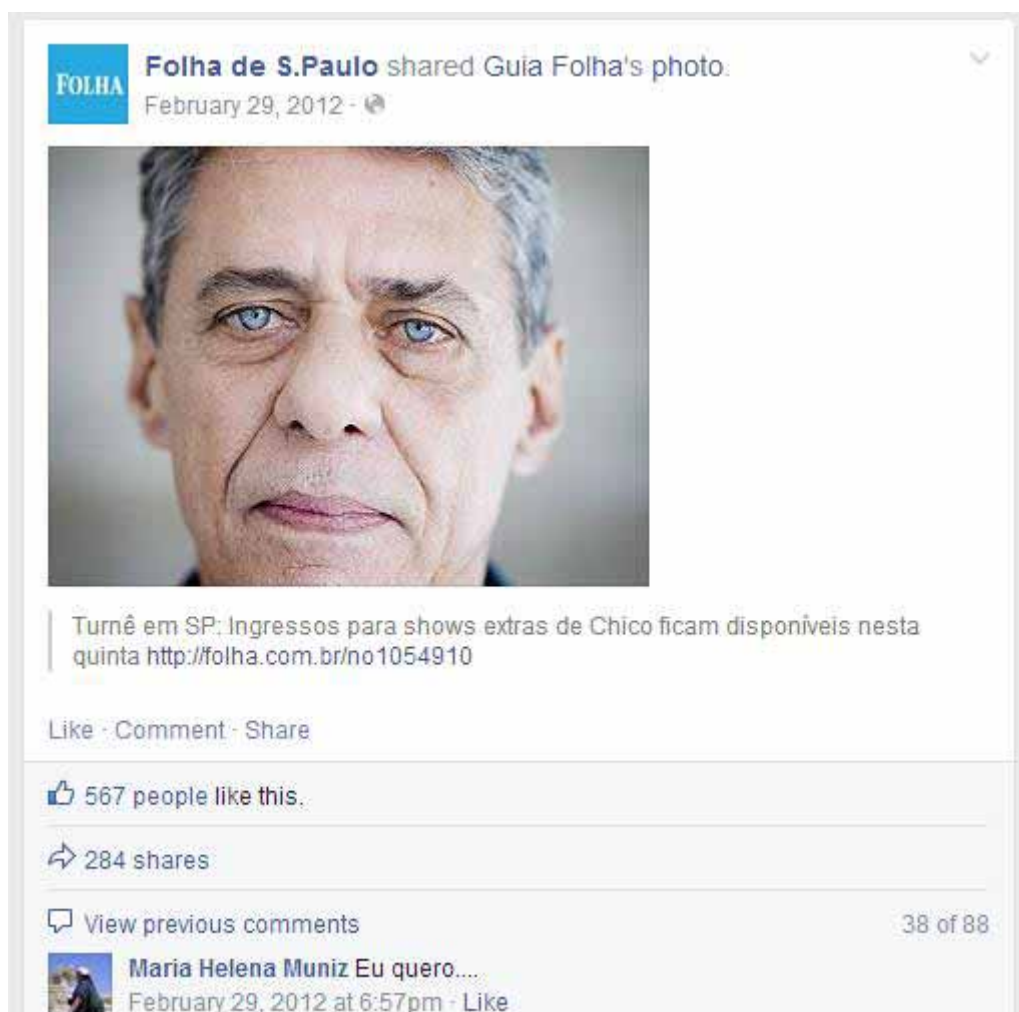 FOLHA
Folha de S.Paulo shared Guia Folha's photo.
February 29, 2012 ·
Turnê em SP: Ingressos para shows extras de Chico ficam disponíveis nesta
quinta http://folha.com.br/no1054910
Like · Comment · Share
567 people like this.
284 shares
View previous comments
38 of 88
Maria Helena Muniz Eu quero....
February 29, 2012 at 6:57pm · Like